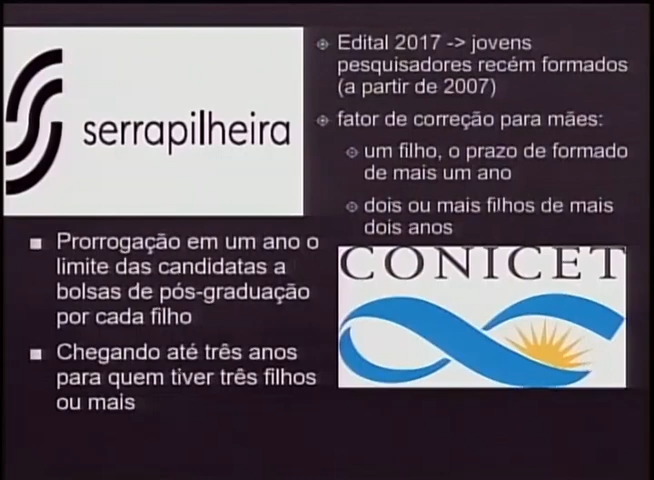 serrapilheira
Edital 2017 -> jovens
pesquisadores recém formados
(a partir de 2007)
fator de correção para mães:
um filho, o prazo de formado
de mais um ano
dois ou mais filhos de mais
dois anos
Prorrogação em um ano o
limite das candidatas a
bolsas de pós-graduação
por cada filho
Chegando até três anos
para quem tiver três filhos
ou mais
CONICET